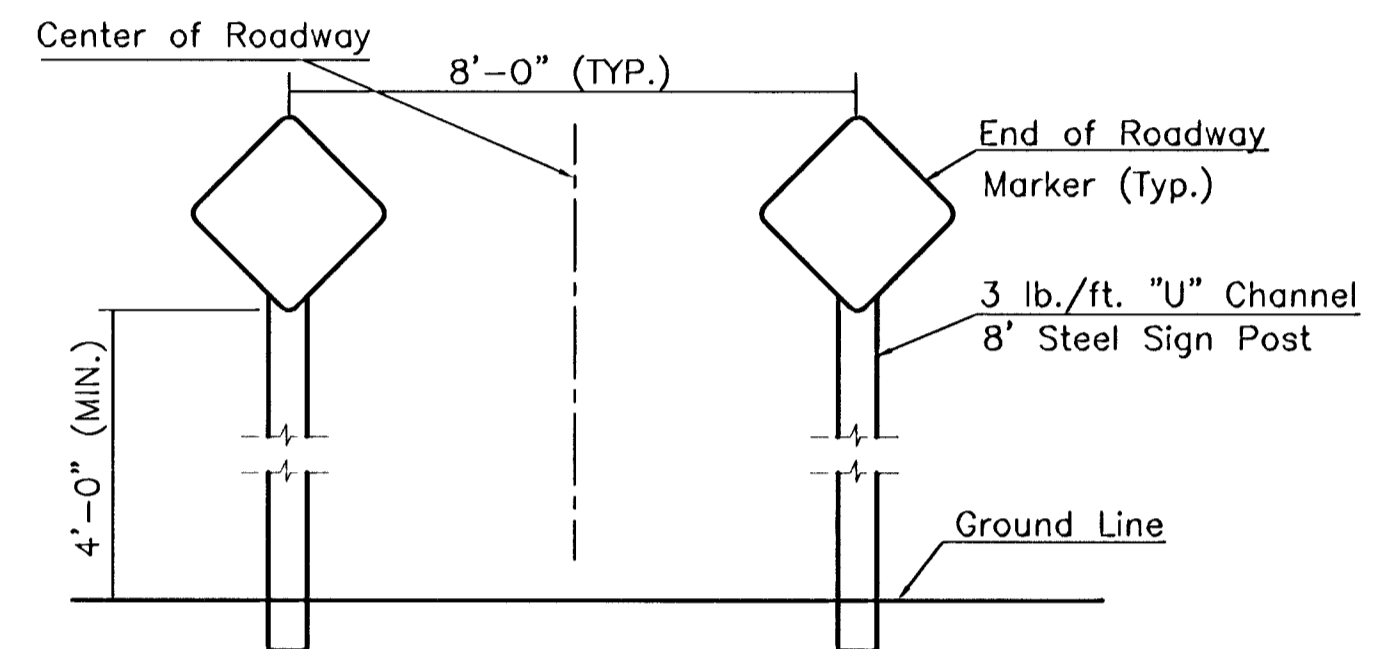 Center of Roadway
8'-0" (TYP.)
End of Roadway
Marker (Typ.)
3 lb./ft. "U" Channel
8' Steel Sign Post
4'-0" (MIN.)
Ground Line